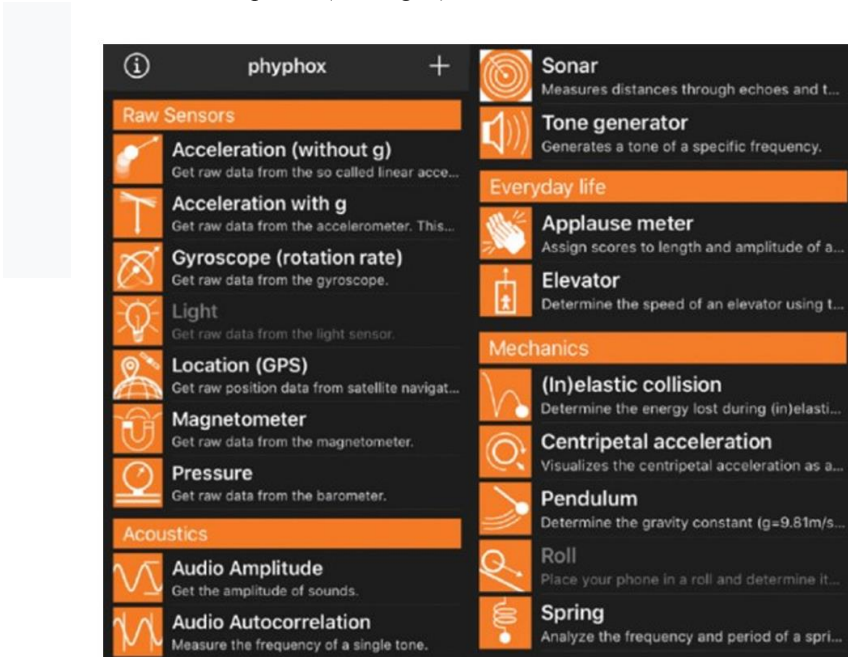 phyphox
Raw Sensors
Acceleration (without g)
Get raw data from the so called linear acce...
Acceleration with g
Get raw data from the accelerometer. This...
Gyroscope (rotation rate)
Get raw data from the gyroscope.
Light
Get raw data from the light sensor.
Location (GPS)
Get raw position data from satellite navigat...
Magnetometer
Get raw data from the magnetometer.
Pressure
Get raw data from the barometer.
Acoustics
Audio Amplitude
Get the amplitude of sounds.
Audio Autocorrelation
Measure the frequency of a single tone.
Sonar
Measures distances through echoes and t...
Tone generator
Generates a tone of a specific frequency.
Everyday life
Applause meter
Assign scores to length and amplitude of a...
Elevator
Determine the speed of an elevator using t...
Mechanics
(In)elastic collision
Determine the energy lost during (in)elasti...
Centripetal acceleration
Visualizes the centripetal acceleration as a...
Pendulum
Determine the gravity constant (g=9.81m/s...
Roll
Place your phone in a roll and determine it...
Spring
Analyze the frequency and period of a spri...